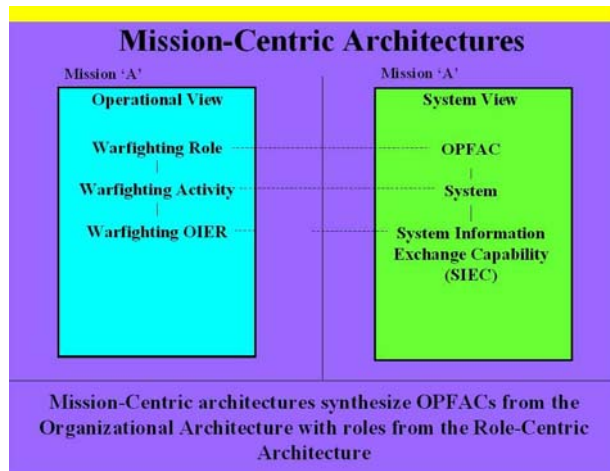 Mission-Centric Architectures
Mission 'A'
Operational View
Warfighting Role
Warfighting Activity
Warfighting OIER
Mission 'A'
System View
OPFAC
System
System Information
Exchange Capability
(SIEC)
Mission-Centric architectures synthesize OPFACs from the
Organizational Architecture with roles from the Role-Centric
Architecture